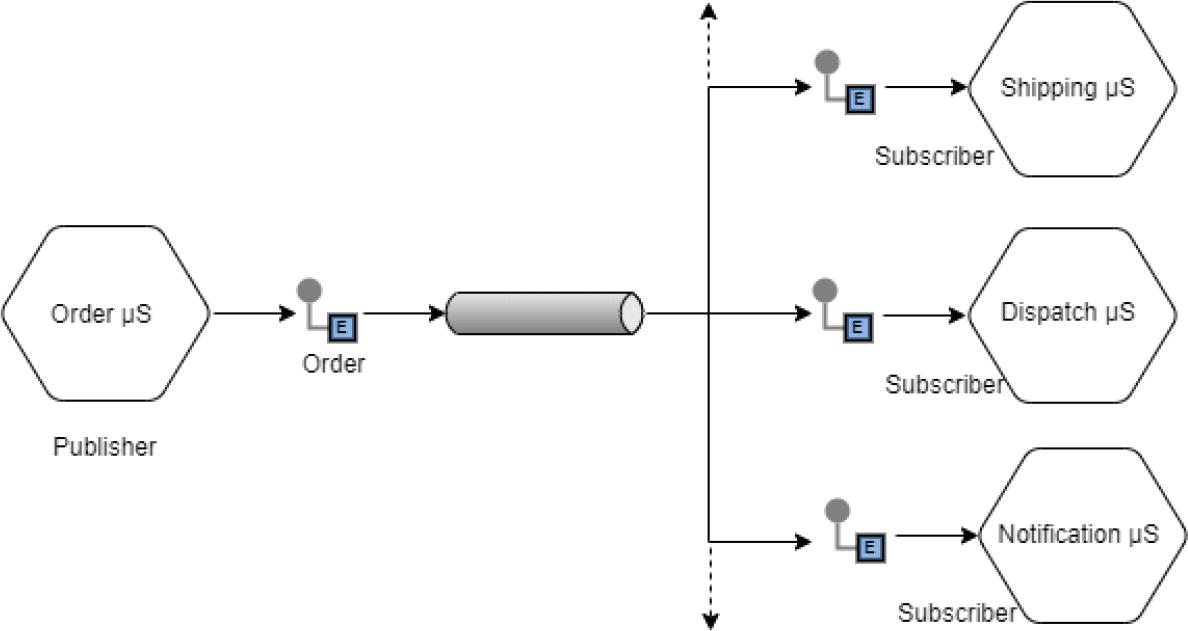 Shipping µS
E
Subscriber
Order µS
E
Order
Publisher
E
Dispatch µS
Subscriber
E
Notification µS
Subscriber